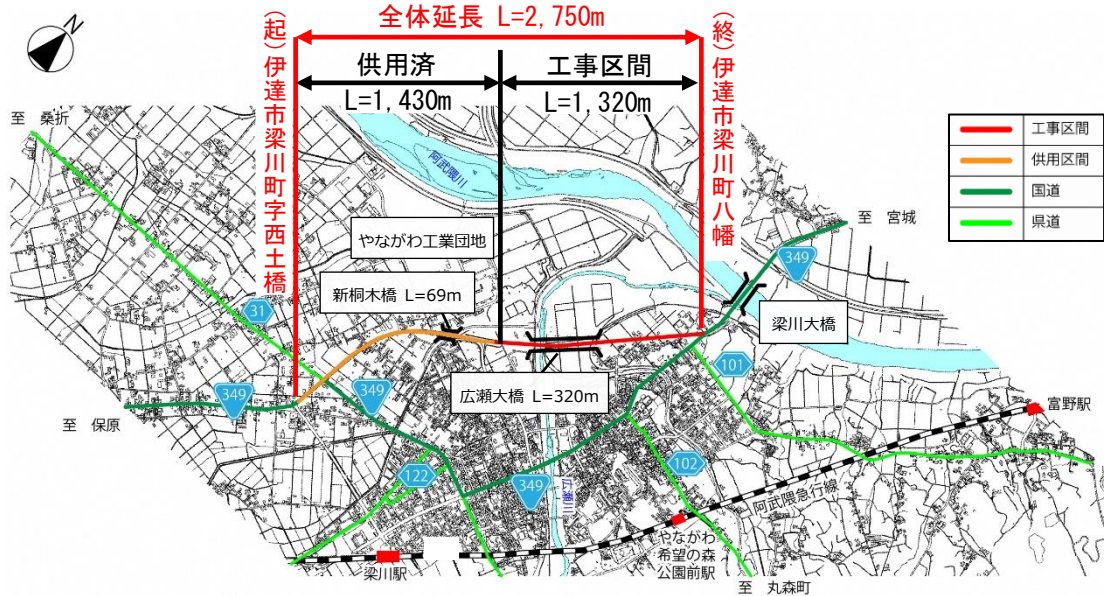 N
全体延長 L=2,750m
供用済
L=1,430m
工事区間
L=1,320m
(起)伊達市梁川町字西土橋
(終)伊達市梁川町八幡
至 桑折
阿武隈川
工事区間
供用区間
国道
県道
至 宮城
349
やながわ工業団地
新桐木橋 L=69m
梁川大橋
31
101
349
349
広瀬大橋 L=320m
富野駅
至 保原
122
102
349
広瀬川
阿武隈急行線
やながわ
希望の森
公園前駅
梁川駅
至 丸森町